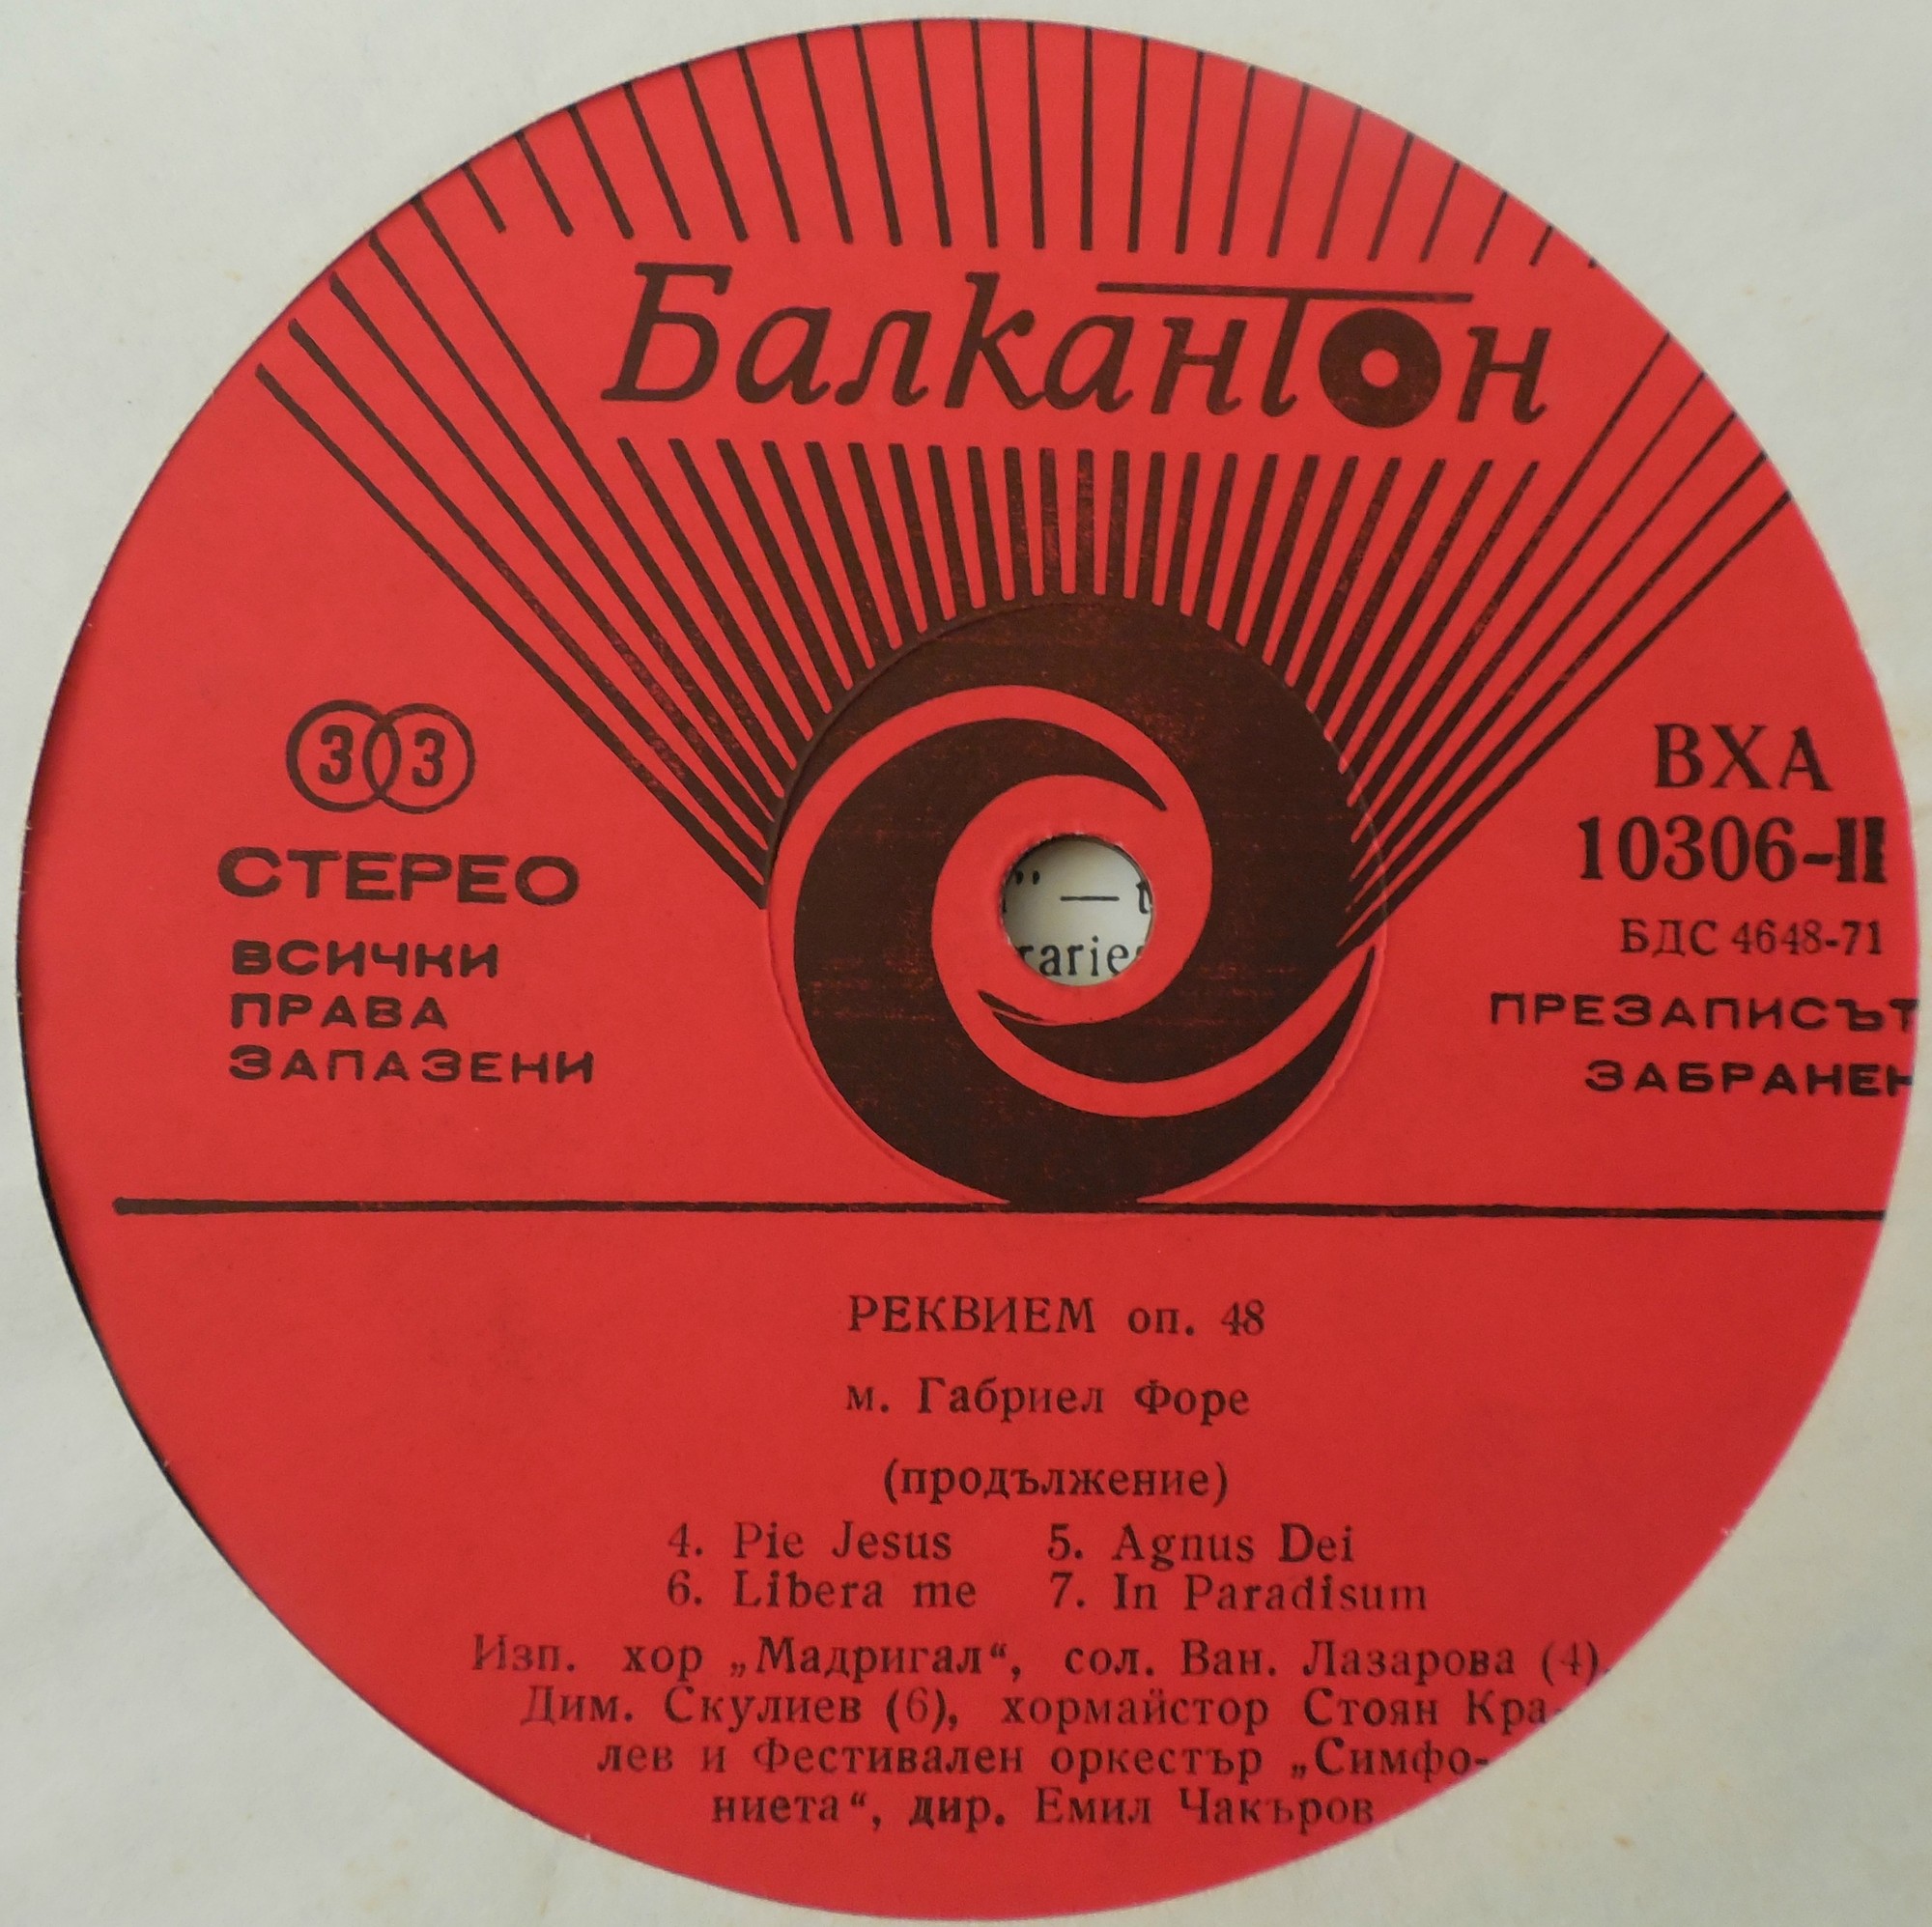 Балкантон
33
СТЕРЕО
ВСИЧКИ
ПРАВА
ЗАПАЗЕНИ
ВХА
10306-II
БДС 4648-71
ПРЕЗАПИСЪТ
ЗАБРАНЕН
РЕКВИЕМ оп. 48
м. Габриел Форе
(продължение)
4. Pie Jesus 5. Agnus Dei
6. Libera me 7. In Paradisum
Изп. хор „Мадригал“, сол. Ван. Лазарова (4),
Дим. Скулиев (6), хормайстор Стоян Кра-
лев и Фестивален оркестър „Симфо-
ниета“, дир. Емил Чакъров